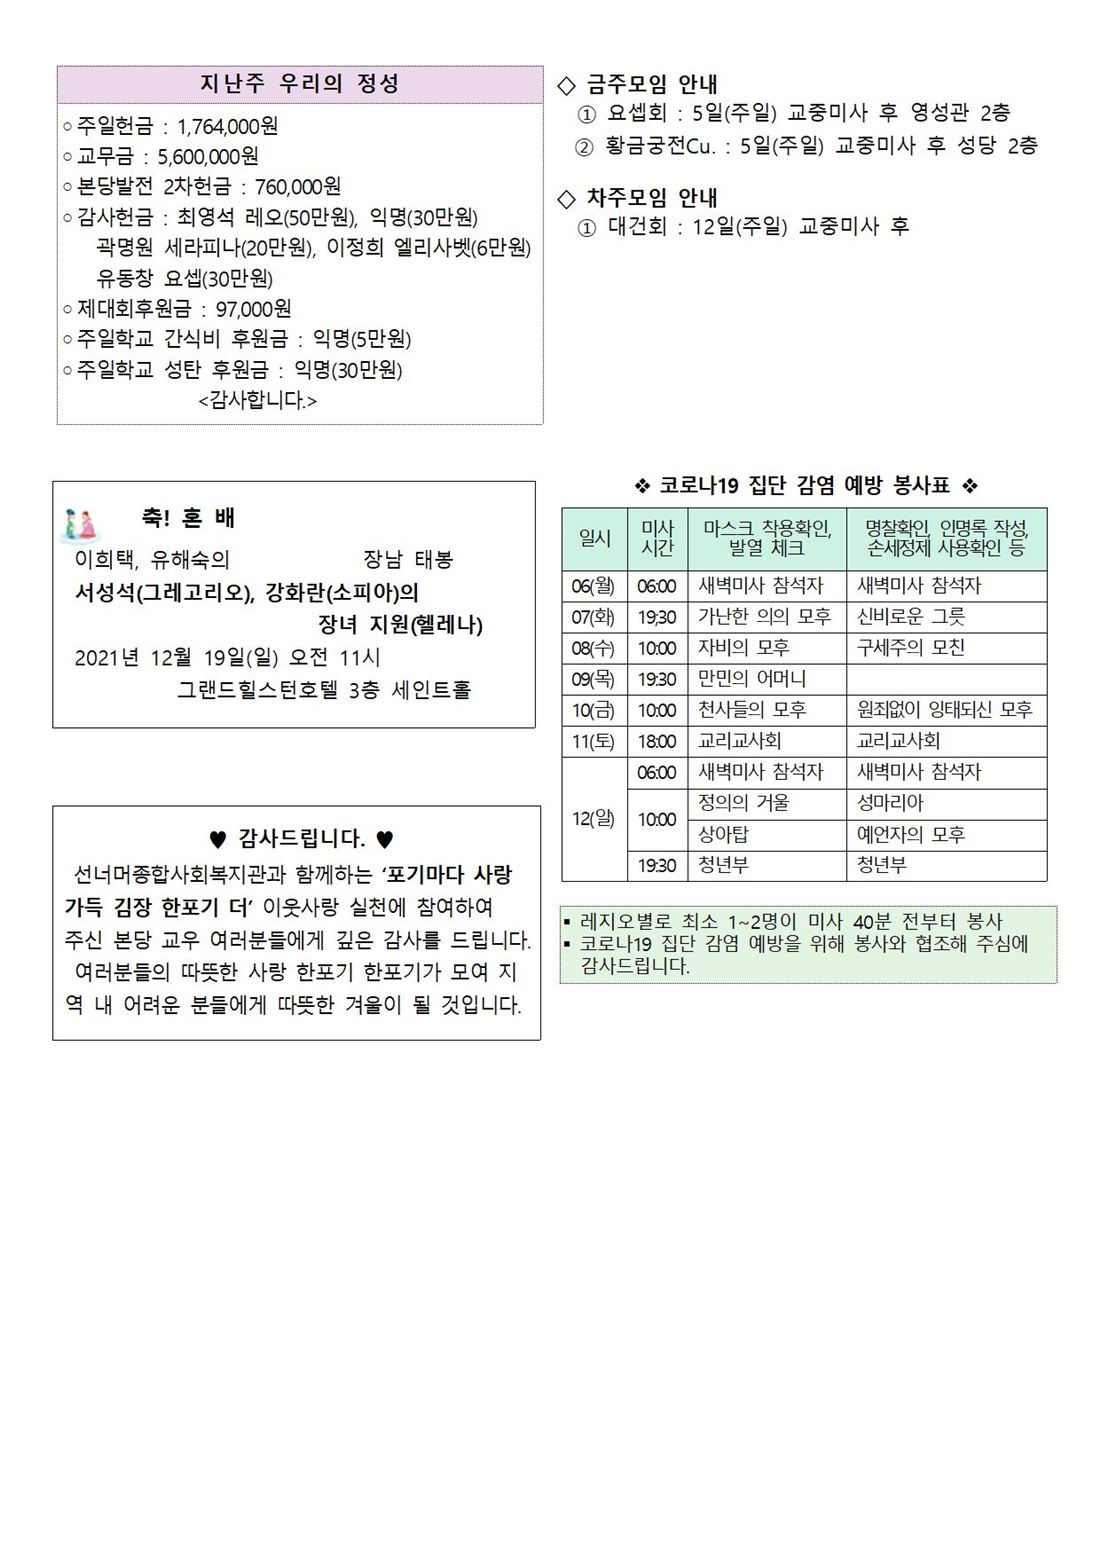 지난주 우리의 정성
○주일헌금 : 1,764,000원
○교무금 : 5,600,000원
○본당발전 2차헌금 : 760,000원
○감사헌금 : 최영석 레오(50만원), 익명(30만원)
곽명원 세라피나(20만원), 이정희 엘리사벳(6만원)
유동창 요셉(30만원)
○제대회후원금 : 97,000원
○주일학교 간식비 후원금 : 익명(5만원)
○주일학교 성탄 후원금 : 익명(30만원)
<감사합니다.>
◇ 금주모임 안내
① 요셉회 : 5일(주일) 교중미사 후 영성관 2층
② 황금궁전Cu. : 5일(주일) 교중미사 후 성당 2층
◇ 차주모임 안내
① 대건회 : 12일(주일) 교중미사 후
축! 혼 배
이희택, 유해숙의 장남 태봉
서성석(그레고리오), 강화란(소피아)의
장녀 지원(헬레나)
2021년 12월 19일(일) 오전 11시
그랜드힐스턴호텔 3층 세인트홀
♥ 감사드립니다. ♥
선너머종합사회복지관과 함께하는 ‘포기마다 사랑
가득 김장 한포기 더’ 이웃사랑 실천에 참여하여
주신 본당 교우 여러분들에게 깊은 감사를 드립니다.
여러분들의 따뜻한 사랑 한포기 한포기가 모여 지
역 내 어려운 분들에게 따뜻한 겨울이 될 것입니다.
❖ 코로나19 집단 감염 예방 봉사표 ❖
일시 미사 시간 마스크 착용확인, 발열 체크 명찰확인, 인명록 작성, 손세정제 사용확인 등
06(월) 06:00 새벽미사 참석자 새벽미사 참석자
07(화) 19:30 가난한 의의 모후 신비로운 그릇
08(수) 10:00 자비의 모후 구세주의 모친
09(목) 19:30 만민의 어머니
10(금) 10:00 천사들의 모후 원죄없이 잉태되신 모후
11(토) 18:00 교리교사회 교리교사회
12(일) 06:00 새벽미사 참석자 새벽미사 참석자
10:00 정의의 거울 성마리아
상아탑 예언자의 모후
19:30 청년부 청년부
▪ 레지오별로 최소 1~2명이 미사 40분 전부터 봉사
▪ 코로나19 집단 감염 예방을 위해 봉사와 협조해 주심에
감사드립니다.